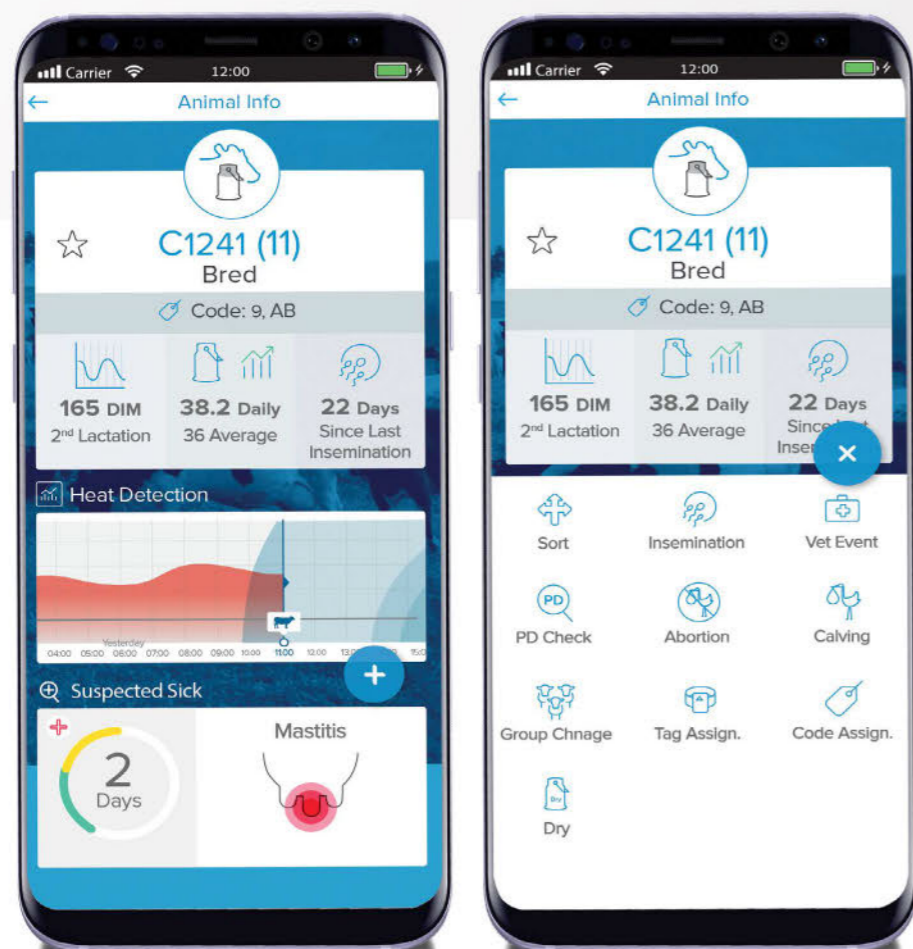 Carrier 12:00
Animal Info
C1241 (11)
Bred
Code: 9, AB
165 DIM
2nd Lactation
38.2 Daily
36 Average
22 Days
Since Last
Insemination
Heat Detection
Yesterday
04:00 05:00 06:00 07:00 08:00 09:00 10:00 11:00 12:00
Suspected Sick
2
Days
Mastitis
Carrier 12:00
Animal Info
C1241 (11)
Bred
Code: 9, AB
165 DIM
2nd Lactation
38.2 Daily
36 Average
22 Days
Sort
Insemination
Vet Event
PD
PD Check
Abortion
Calving
Group Chnage
Tag Assign.
Code Assign.
Dry
Dry